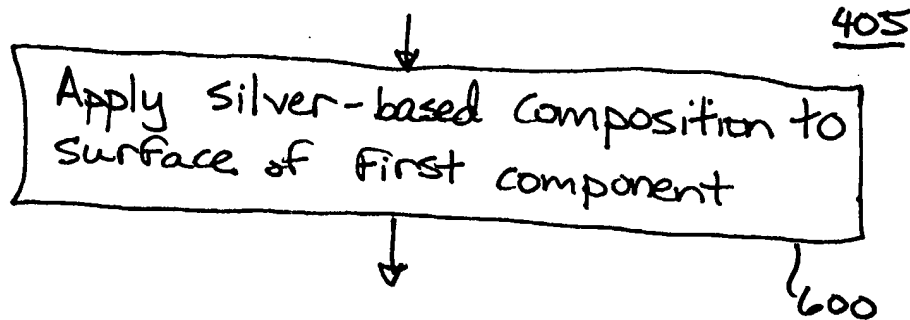 405
Apply silver-based composition to
surface of first component
600